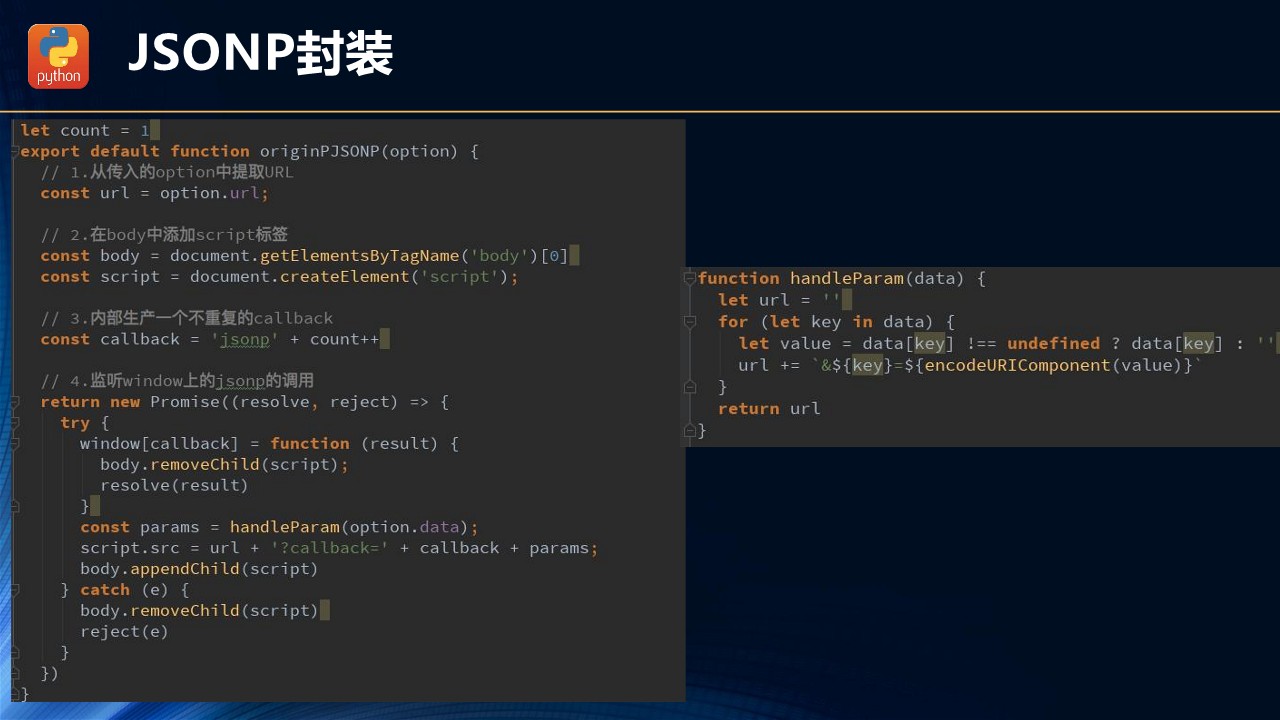 python
JSONP封装
let count = 1
export default function originPJSONP(option) {
  // 1.从传入的option中提取URL
  const url = option.url;

  // 2.在body中添加script标签
  const body = document.getElementsByTagName('body')[0]
  const script = document.createElement('script');

  // 3.内部生产一个不重复的callback
  const callback = 'jsonp' + count++

  // 4.监听window上的jsonp的调用
  return new Promise((resolve, reject) => {
    try {
      window[callback] = function (result) {
        body.removeChild(script);
        resolve(result)
      }
      const params = handleParam(option.data);
      script.src = url + '?callback=' + callback + params;
      body.appendChild(script)
    } catch (e) {
      body.removeChild(script)
      reject(e)
    }
  })
}
function handleParam(data) {
  let url = ''
  for (let key in data) {
    let value = data[key] !== undefined ? data[key] : ''
    url += `&${key}=${encodeURIComponent(value)}`
  }
  return url
}